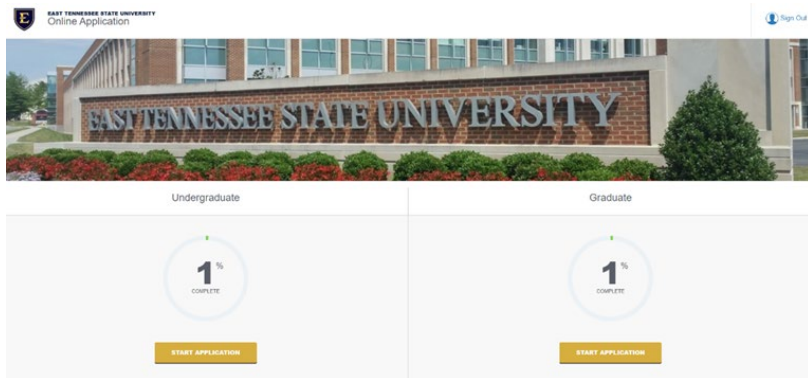 EAST TENNESSEE STATE UNIVERSITY
Online Application
Sign Out
EAST TENNESSEE STATE UNIVERSITY
Undergraduate
Graduate
1%
COMPLETE
1%
COMPLETE
START APPLICATION
START APPLICATION